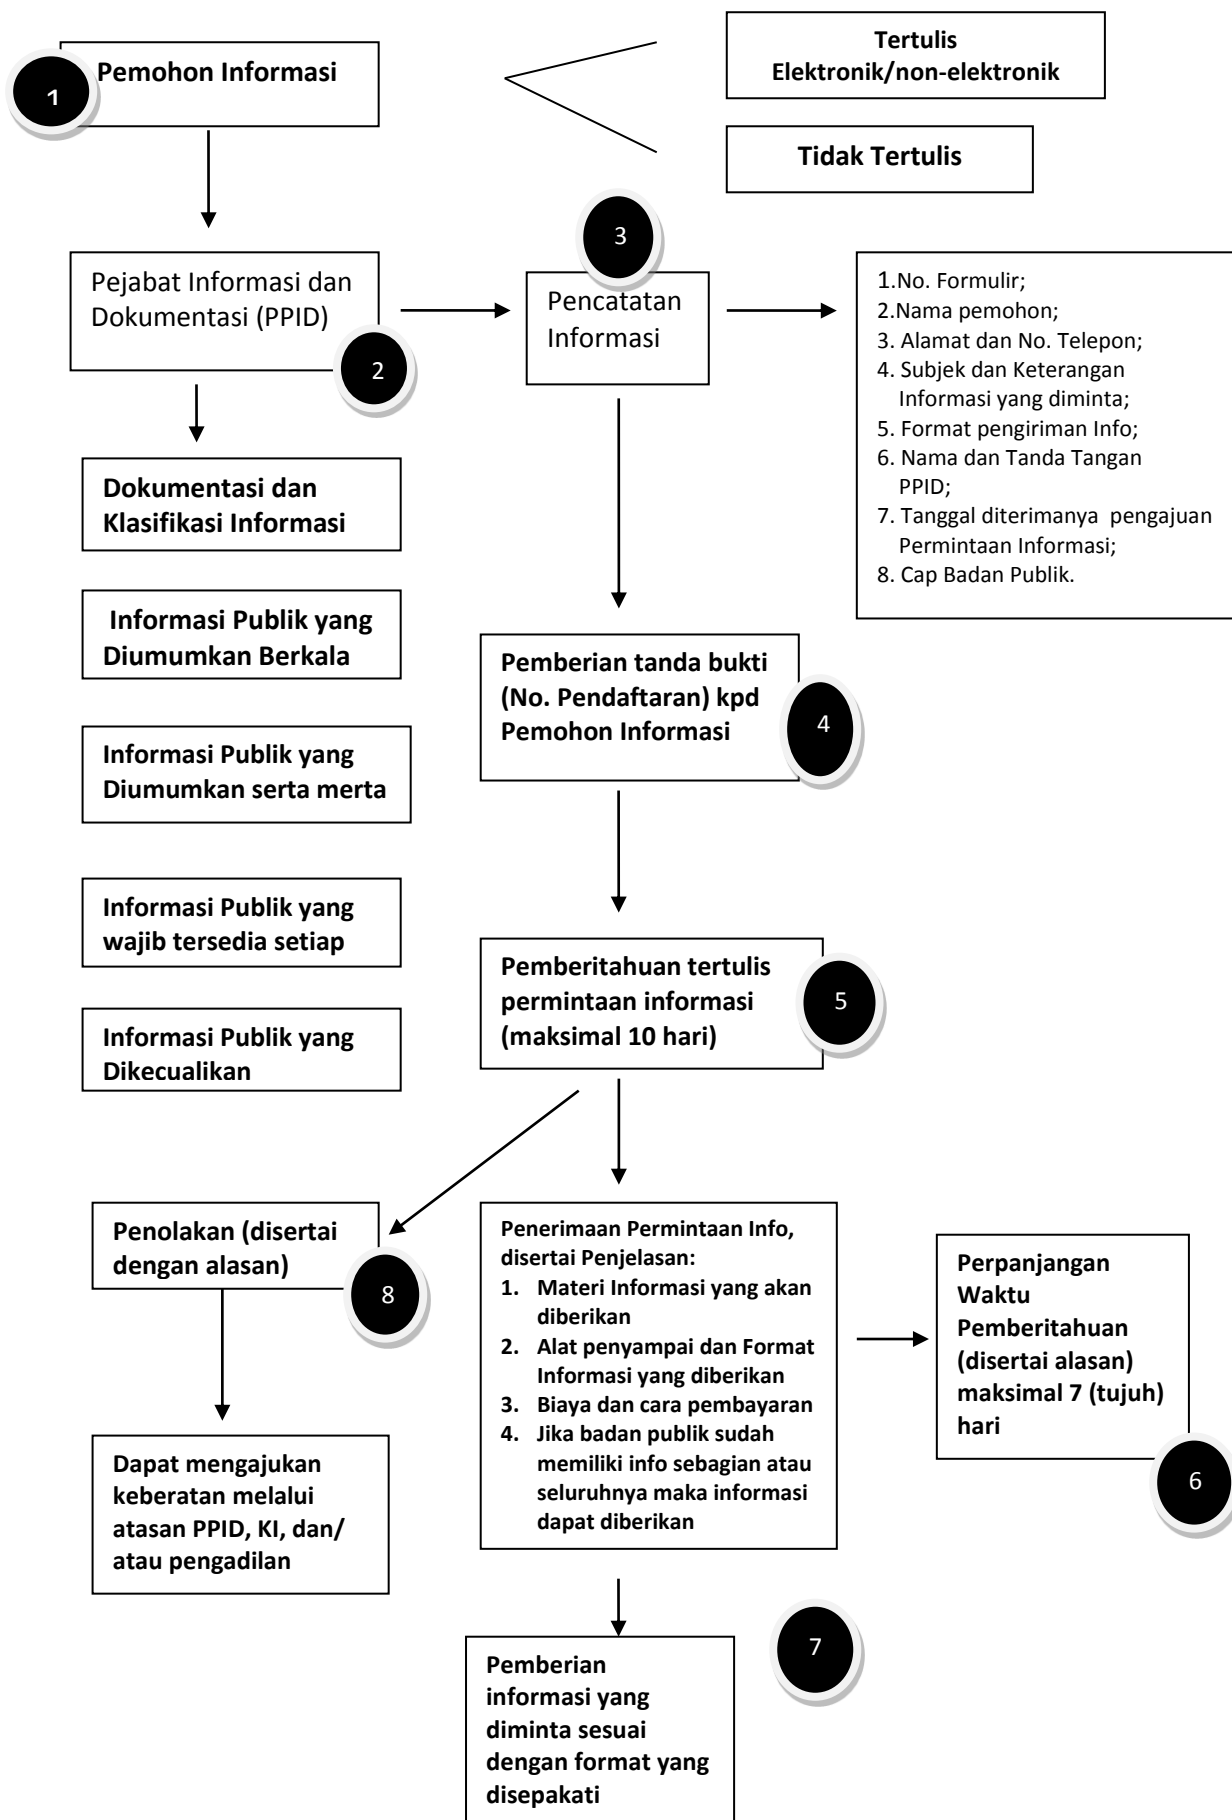 Pemohon Informasi
1
Tertulis
Elektronik/non-elektronik
Tidak Tertulis
Pejabat Informasi dan
Dokumentasi (PPID)
2
3
Pencatatan
Informasi
1.No. Formulir;
2.Nama pemohon;
3. Alamat dan No. Telepon;
4. Subjek dan Keterangan
Informasi yang diminta;
5. Format pengiriman Info;
6. Nama dan Tanda Tangan
PPID;
7. Tanggal diterimanya pengajuan
Permintaan Informasi;
8. Cap Badan Publik.
Dokumentasi dan
Klasifikasi Informasi
Informasi Publik yang
Diumumkan Berkala
Informasi Publik yang
Diumumkan serta merta
Informasi Publik yang
wajib tersedia setiap
Informasi Publik yang
Dikecualikan
Pemberian tanda bukti
(No. Pendaftaran) kpd
Pemohon Informasi
4
Pemberitahuan tertulis
permintaan informasi
(maksimal 10 hari)
5
Penolakan (disertai
dengan alasan)
8
Dapat mengajukan
keberatan melalui
atasan PPID, KI, dan/
atau pengadilan
Penerimaan Permintaan Info,
disertai Penjelasan:
1. Materi Informasi yang akan
diberikan
2. Alat penyampai dan Format
Informasi yang diberikan
3. Biaya dan cara pembayaran
4. Jika badan publik sudah
memiliki info sebagian atau
seluruhnya maka informasi
dapat diberikan
Perpanjangan
Waktu
Pemberitahuan
(disertai alasan)
maksimal 7 (tujuh)
hari
6
7
Pemberian
informasi yang
diminta sesuai
dengan format yang
disepakati